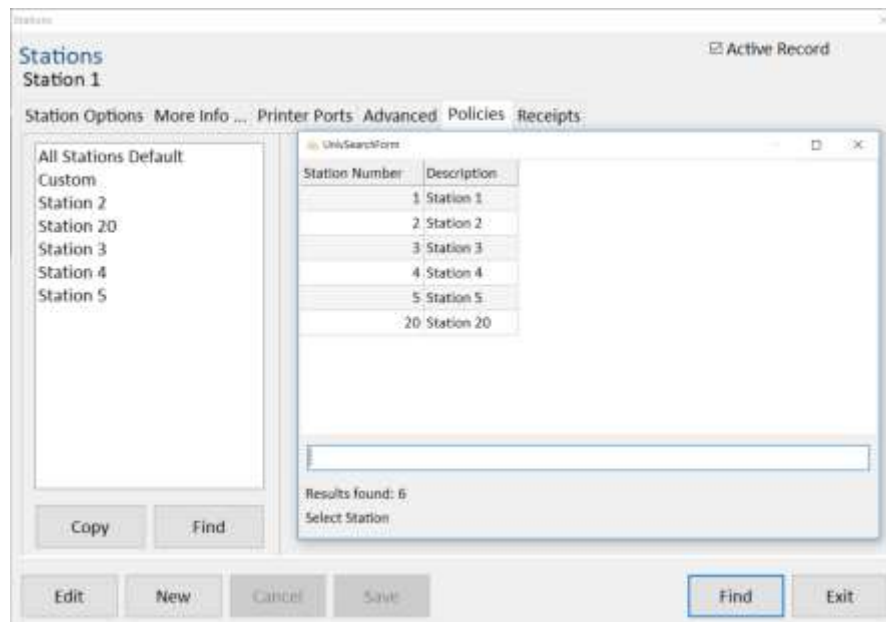 Stations
Stations
Active Record
Station 1
Station Options More Info ... Printer Ports Advanced Policies Receipts
All Stations Default
Custom
Station 2
Station 20
Station 3
Station 4
Station 5
UnivSearchForm
Station Number Description
1 Station 1
2 Station 2
3 Station 3
4 Station 4
5 Station 5
20 Station 20
Results found: 6
Select Station
Copy Find
Edit New Cancel Save Find Exit